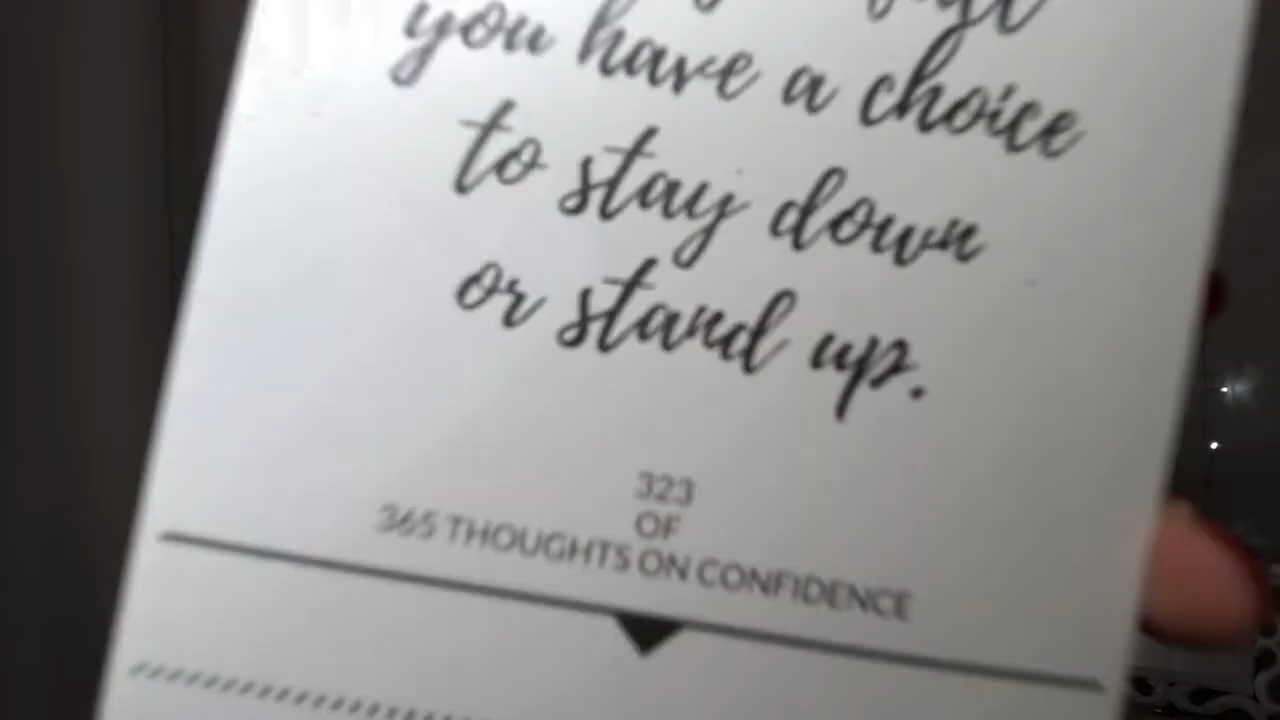 you have a choice
to stay down
or stand up.
323
OF
365 THOUGHTS ON CONFIDENCE